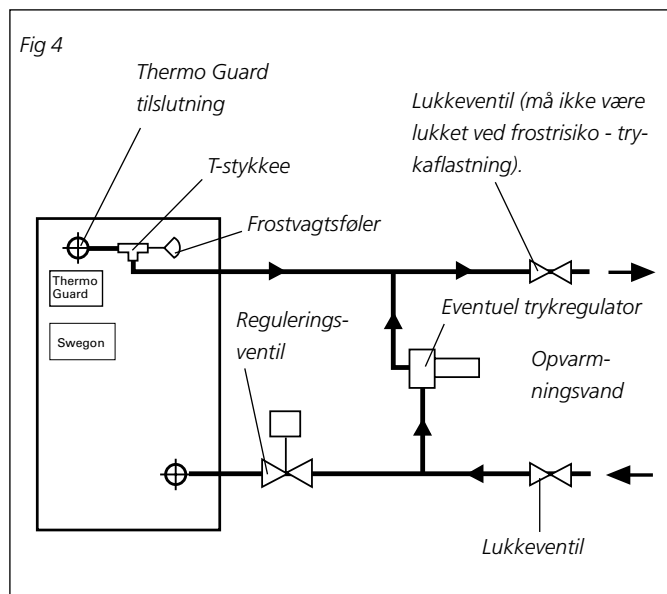 Fig 4
Thermo Guard
tilslutning
T-stykkee
Frostvagtsføler
Lukkeventil (må ikke være
lukket ved frostrisiko - try-
kaflastning).
Thermo
Guard
Swegon
Regulerings-
ventil
Eventuel trykregulator
Opvarm-
ningsvand
Lukkeventil